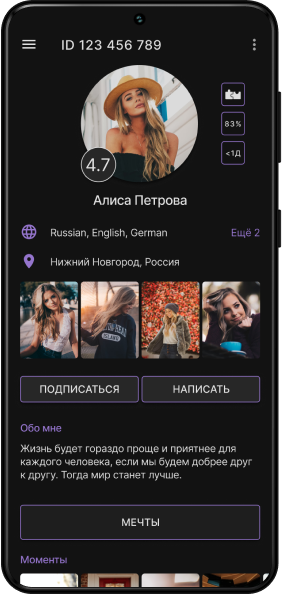 ID 123 456 789
83%
<1Д
4.7
Алиса Петрова
Russian, English, German Ещё 2
Нижний Новгород, Россия
ПОДПИСАТЬСЯ НАПИСАТЬ
Обо мне
Жизнь будет гораздо проще и приятнее для
каждого человека, если мы будем добрее друг
к другу. Тогда мир станет лучше.
МЕЧТЫ
Моменты